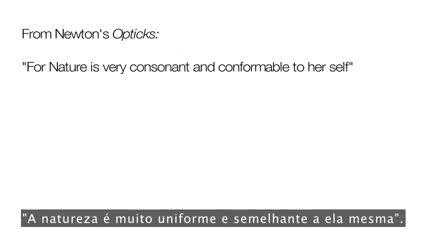 From Newton's Opticks:
"For Nature is very consonant and conformable to her self"
"A natureza é muito uniforme e semelhante a ela mesma".